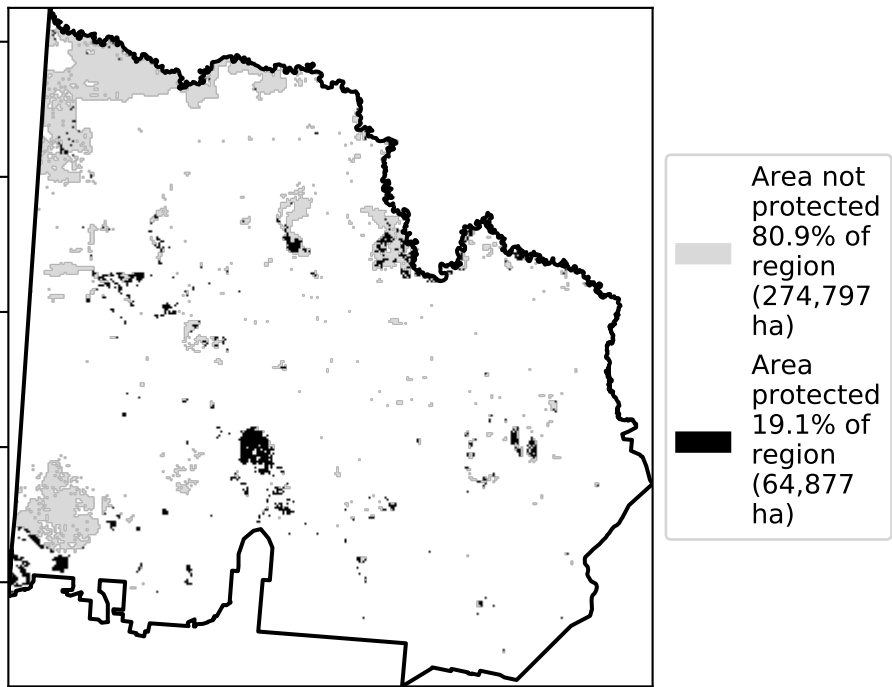 Area not
protected
80.9% of
region
(274,797
ha)
Area
protected
19.1% of
region
(64,877
ha)